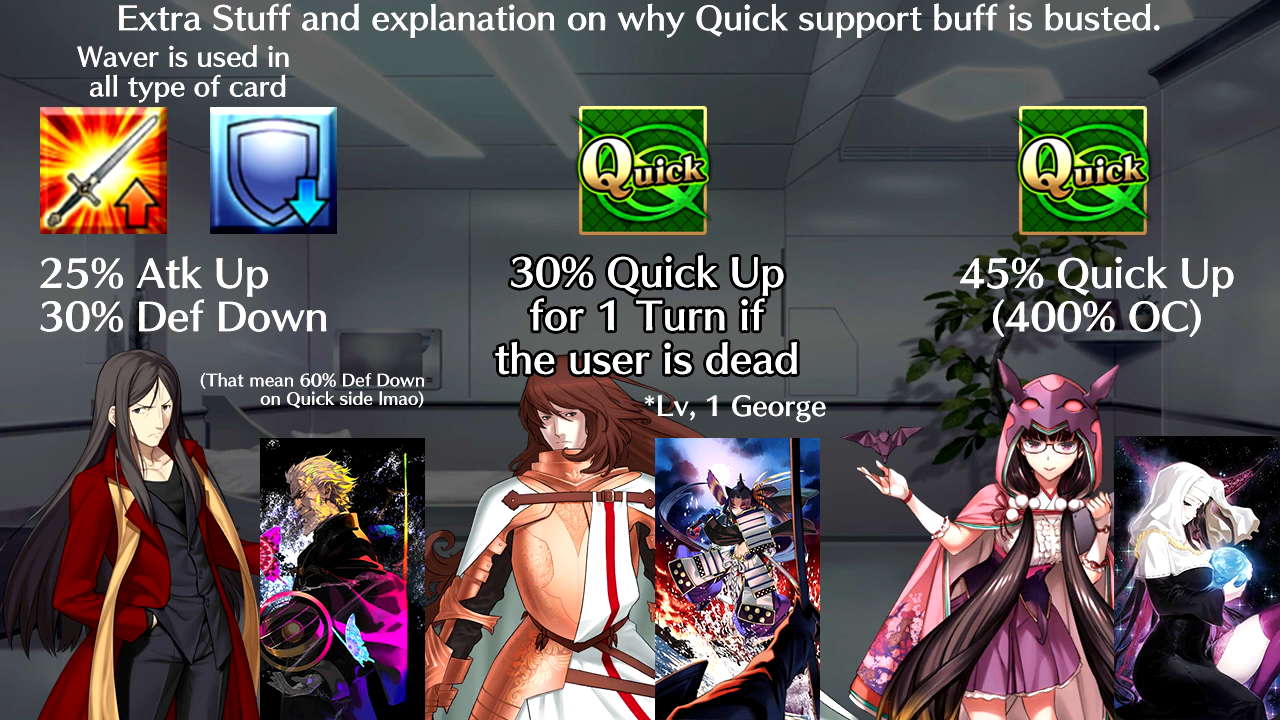 Extra Stuff and explanation on why Quick support buff is busted.
Waver is used in
all type of card
Quick
Quick
25% Atk Up
30% Def Down
30% Quick Up
for 1 Turn if
the user is dead
45% Quick Up
(400% OC)
(That mean 60% Def Down
on Quick side lmao)
*Lv, 1 George